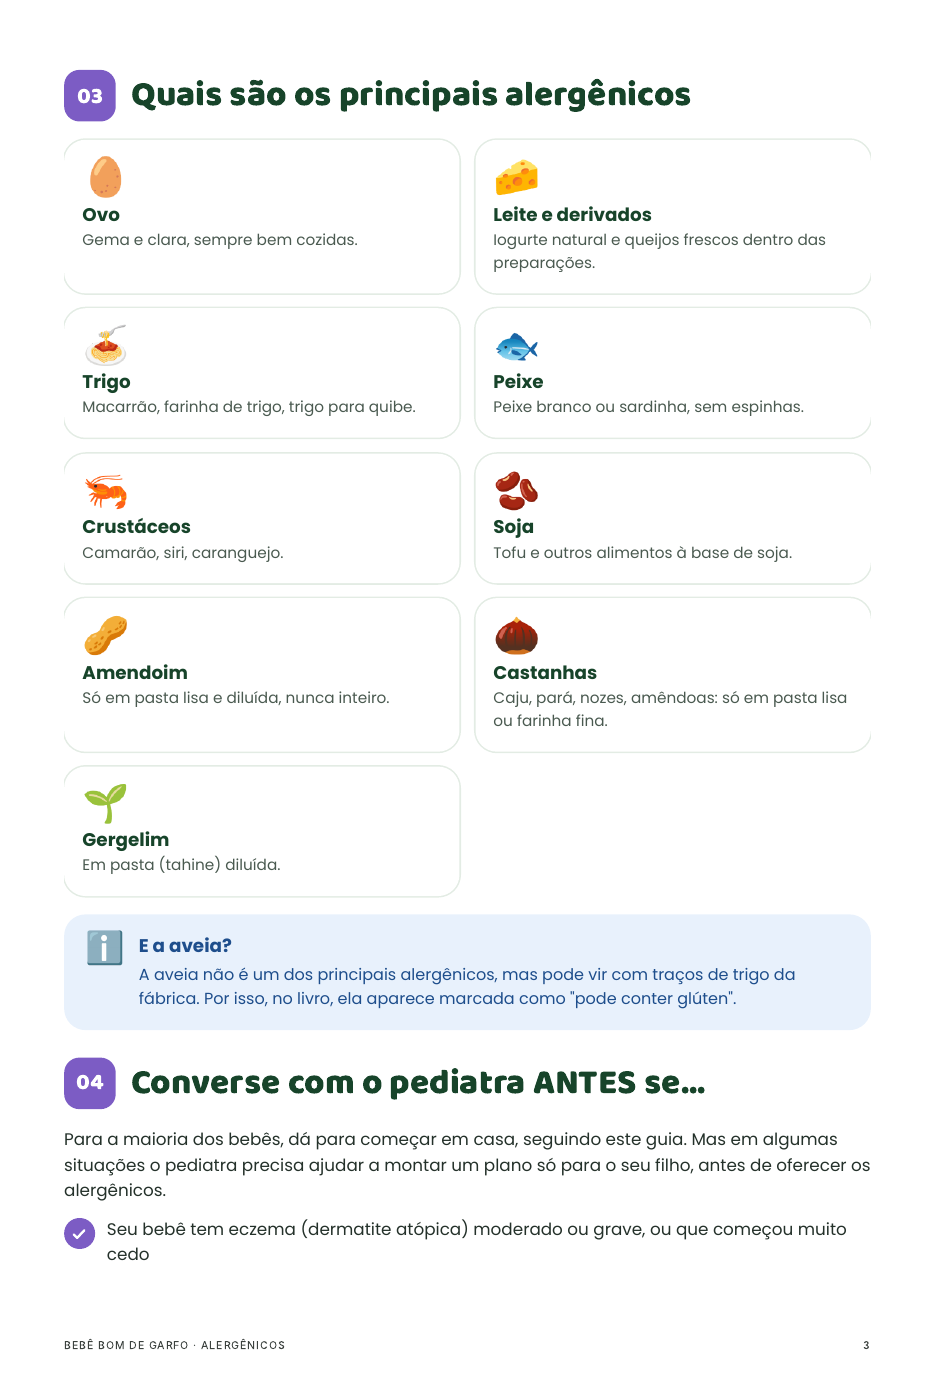 03
Quais são os principais alergênicos
Ovo
Gema e clara, sempre bem cozidas.
Leite e derivados
Iogurte natural e queijos frescos dentro das
preparações.
Trigo
Macarrão, farinha de trigo, trigo para quibe.
Peixe
Peixe branco ou sardinha, sem espinhas.
Crustáceos
Camarão, siri, caranguejo.
Soja
Tofu e outros alimentos à base de soja.
Amendoim
Só em pasta lisa e diluída, nunca inteiro.
Castanhas
Caju, pará, nozes, amêndoas: só em pasta lisa
ou farinha fina.
Gergelim
Em pasta (tahine) diluída.
E a aveia?
A aveia não é um dos principais alergênicos, mas pode vir com traços de trigo da
fábrica. Por isso, no livro, ela aparece marcada como "pode conter glúten".
04
Converse com o pediatra ANTES se...
Para a maioria dos bebês, dá para começar em casa, seguindo este guia. Mas em algumas
situações o pediatra precisa ajudar a montar um plano só para o seu filho, antes de oferecer os
alergênicos.
Seu bebê tem eczema (dermatite atópica) moderado ou grave, ou que começou muito
cedo
BEBÊ BOM DE GARFO · ALERGÊNICOS
3